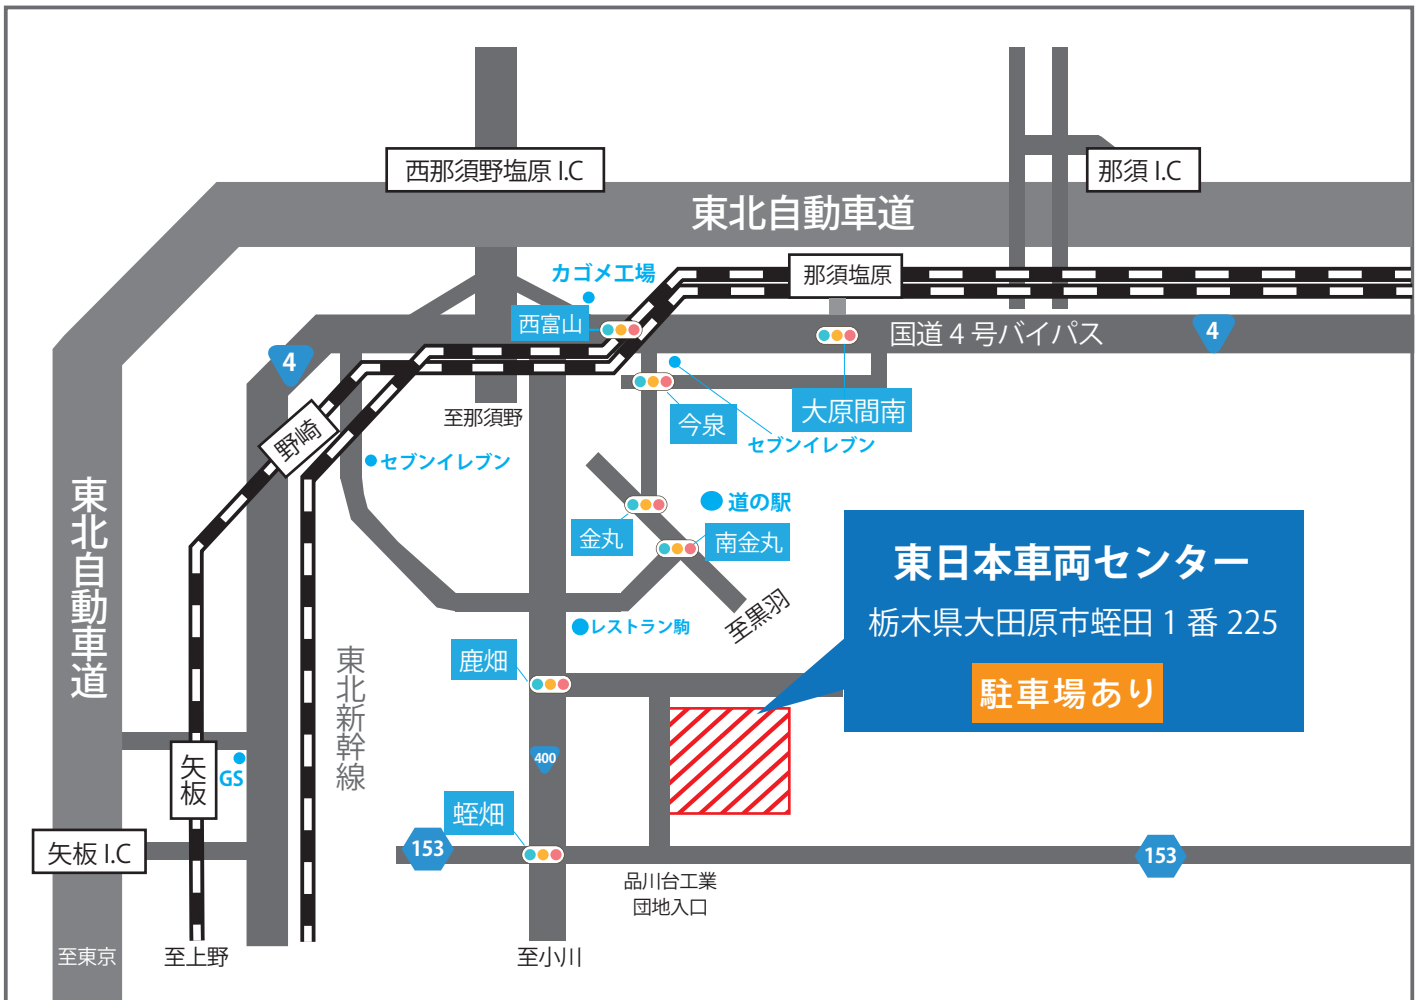 西那須野塩原 I.C
那須 I.C
東北自動車道
カゴメ工場
那須塩原
西富山
国道 4 号バイパス
4
4
至那須野
今泉
大原間南
セブンイレブン
野崎
セブンイレブン
東北自動車道
道の駅
金丸
南金丸
東日本車両センター
栃木県大田原市蛭田 1 番 225
駐車場あり
至黒羽
レストラン駒
鹿畑
東北新幹線
矢板
GS
400
蛭畑
矢板 I.C
153
153
品川台工業
団地入口
至東京
至上野
至小川